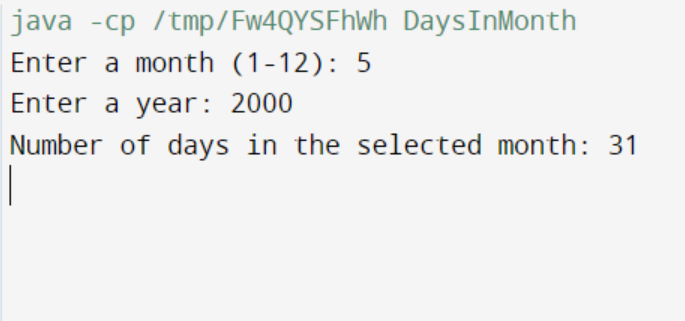 java -cp /tmp/Fw4QYSFhWh DaysInMonth
Enter a month (1-12): 5
Enter a year: 2000
Number of days in the selected month: 31